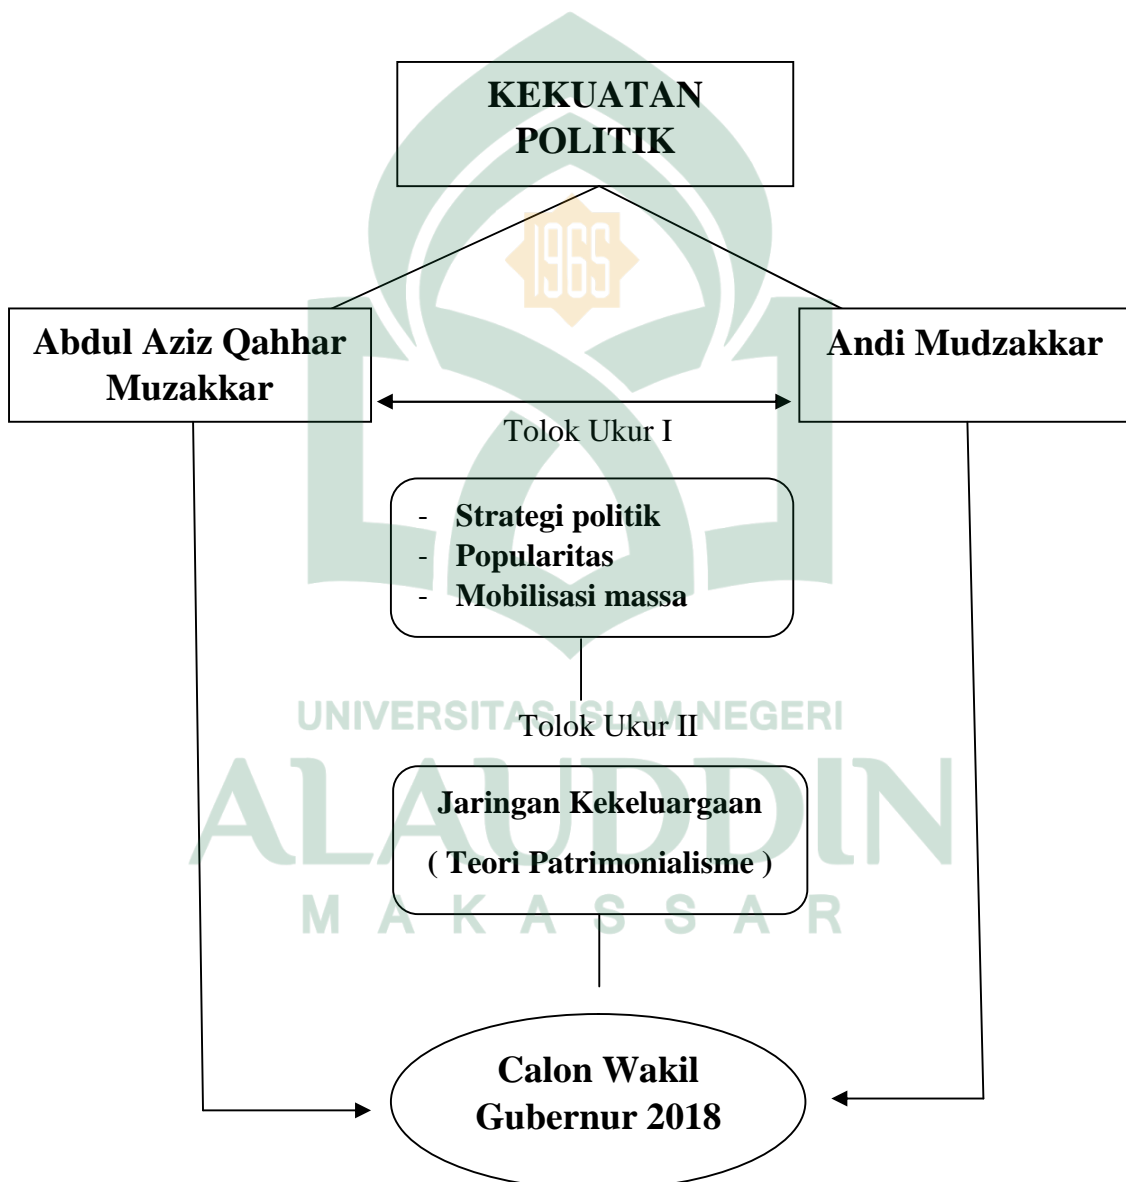 KEKUATAN
POLITIK
1965
Abdul Aziz Qahhar
Muzakkar
Andi Mudzakkar
Tolok Ukur I
- Strategi politik
- Popularitas
- Mobilisasi massa
UNIVERSITAS ISLAM NEGERI
Tolok Ukur II
ALAUDDIN
Jaringan Kekeluargaan
( Teori Patrimonialisme )
MAKASSAR
Calon Wakil
Gubernur 2018